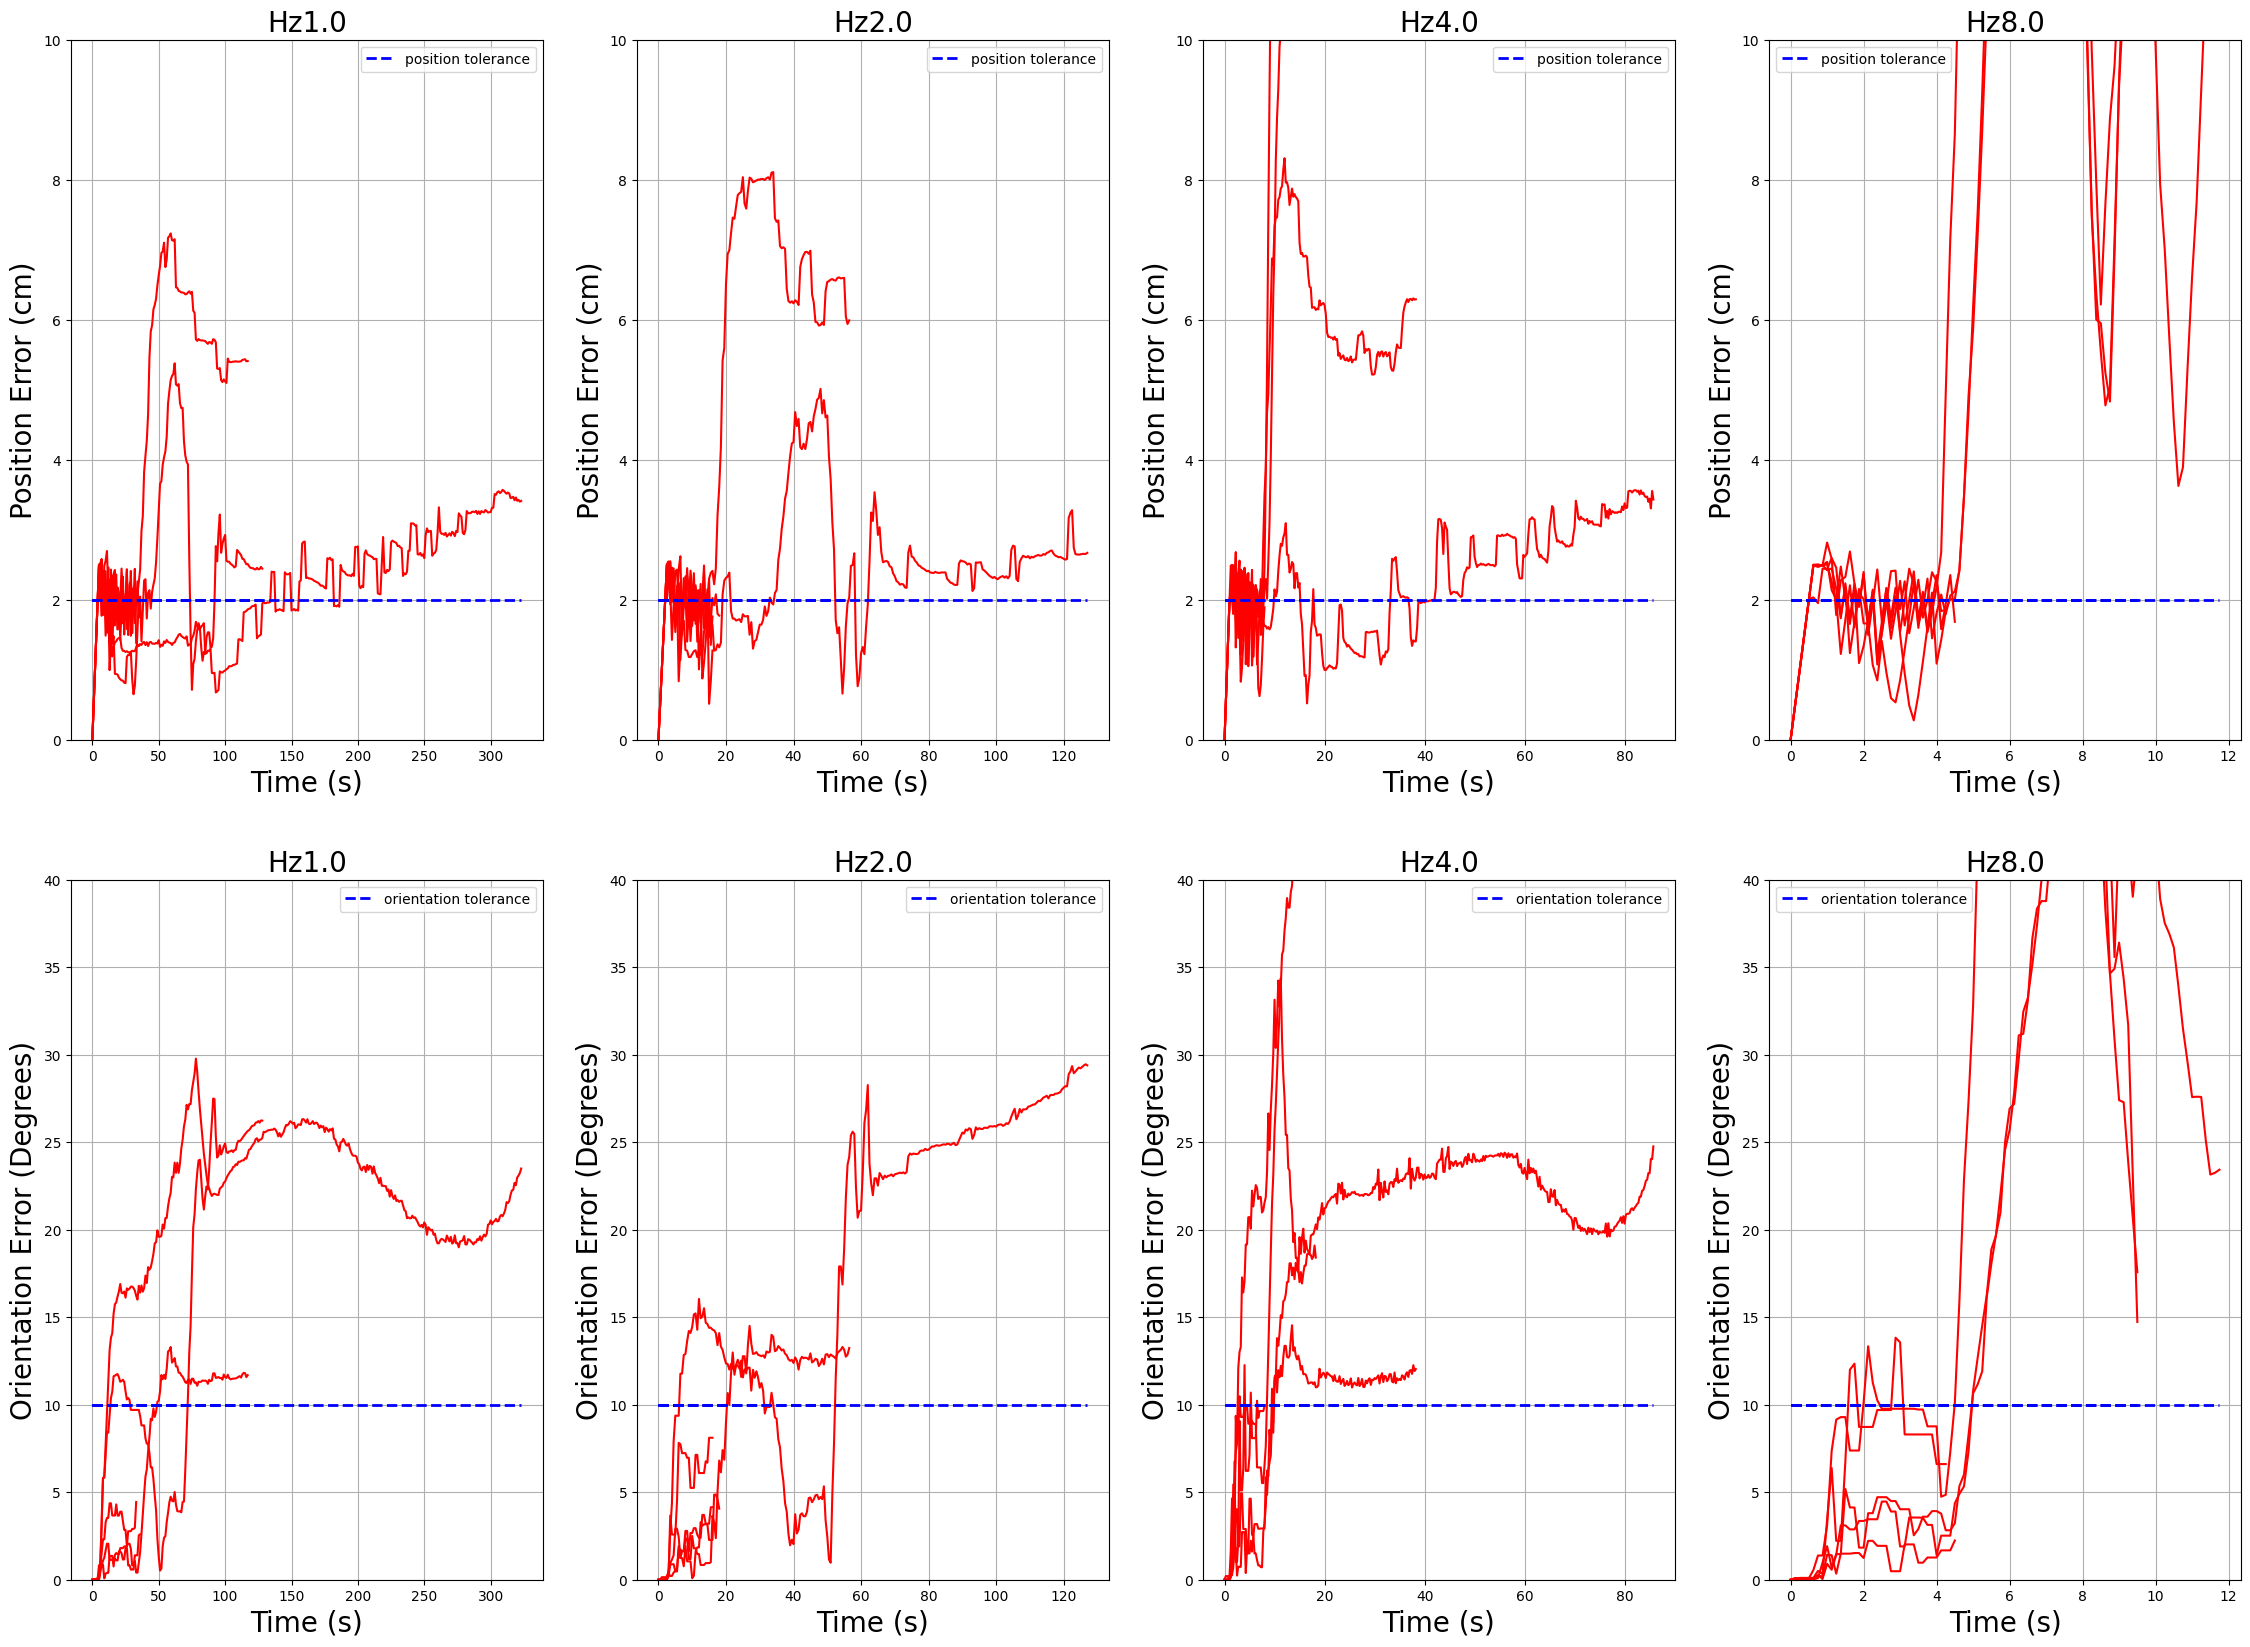 Hz1.0 Hz2.0 Hz4.0 Hz8.0
10 10 10 10
position tolerance position tolerance position tolerance position tolerance
8 8 8 8
6 6 6 6
Position Error (cm) Position Error (cm) Position Error (cm) Position Error (cm)
4 4 4 4
2 2 2 2
0 0 0 0
0 50 100 150 200 250 300 0 20 40 60 80 100 120 0 20 40 60 80 0 2 4 6 8 10 12
Time (s) Time (s) Time (s) Time (s)
Hz1.0 Hz2.0 Hz4.0 Hz8.0
40 40 40 40
orientation tolerance orientation tolerance orientation tolerance orientation tolerance
35 35 35 35
30 30 30 30
25 25 25 25
20 20 20 20
Orientation Error (Degrees) Orientation Error (Degrees) Orientation Error (Degrees) Orientation Error (Degrees)
15 15 15 15
10 10 10 10
5 5 5 5
0 0 0 0
0 50 100 150 200 250 300 0 20 40 60 80 100 120 0 20 40 60 80 0 2 4 6 8 10 12
Time (s) Time (s) Time (s) Time (s)